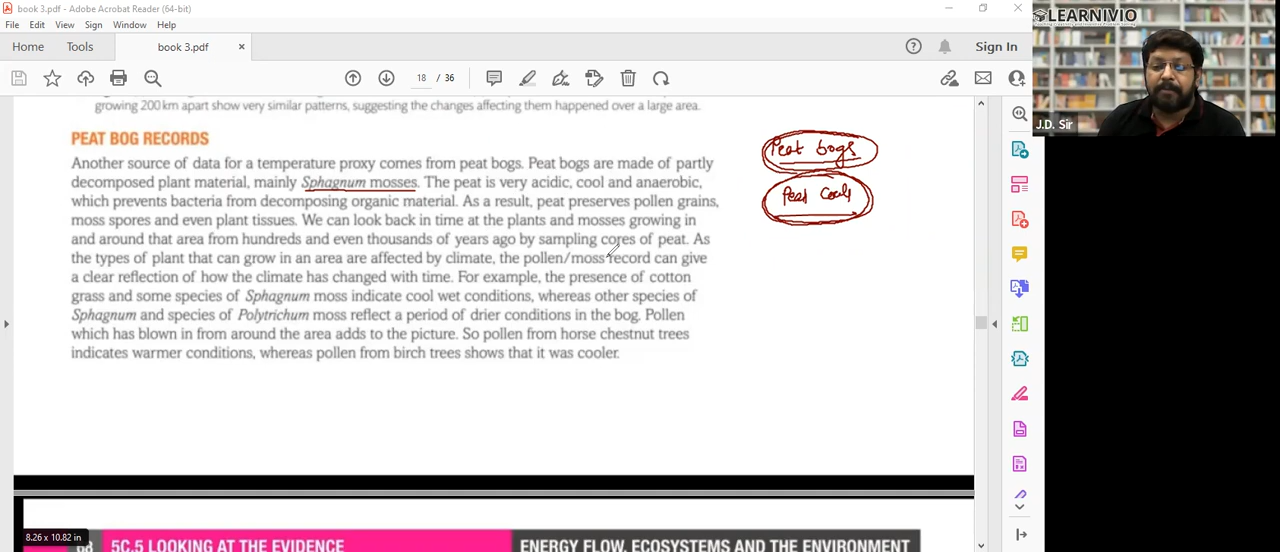 book 3.pdf - Adobe Acrobat Reader (64-bit)
File Edit View Sign Window Help
Home Tools book 3.pdf × Sign In
18 / 36
LEARNIVIO
J.D. Sir
growing 200 km apart show very similar patterns, suggesting the changes affecting them happened over a large area.
PEAT BOG RECORDS
Another source of data for a temperature proxy comes from peat bogs. Peat bogs are made of partly
decomposed plant material, mainly Sphagnum mosses. The peat is very acidic, cool and anaerobic,
which prevents bacteria from decomposing organic material. As a result, peat preserves pollen grains,
moss spores and even plant tissues. We can look back in time at the plants and mosses growing in
and around that area from hundreds and even thousands of years ago by sampling cores of peat. As
the types of plant that can grow in an area are affected by climate, the pollen/moss record can give
a clear reflection of how the climate has changed with time. For example, the presence of cotton
grass and some species of Sphagnum moss indicate cool wet conditions, whereas other species of
Sphagnum and species of Polytrichum moss reflect a period of drier conditions in the bog. Pollen
which has blown in from around the area adds to the picture. So pollen from horse chestnut trees
indicates warmer conditions, whereas pollen from birch trees shows that it was cooler.
Peat bogs
Peat
8.26 x 10.82 in
68 5C.5 LOOKING AT THE EVIDENCE ENERGY FLOW, ECOSYSTEMS AND THE ENVIRONMENT